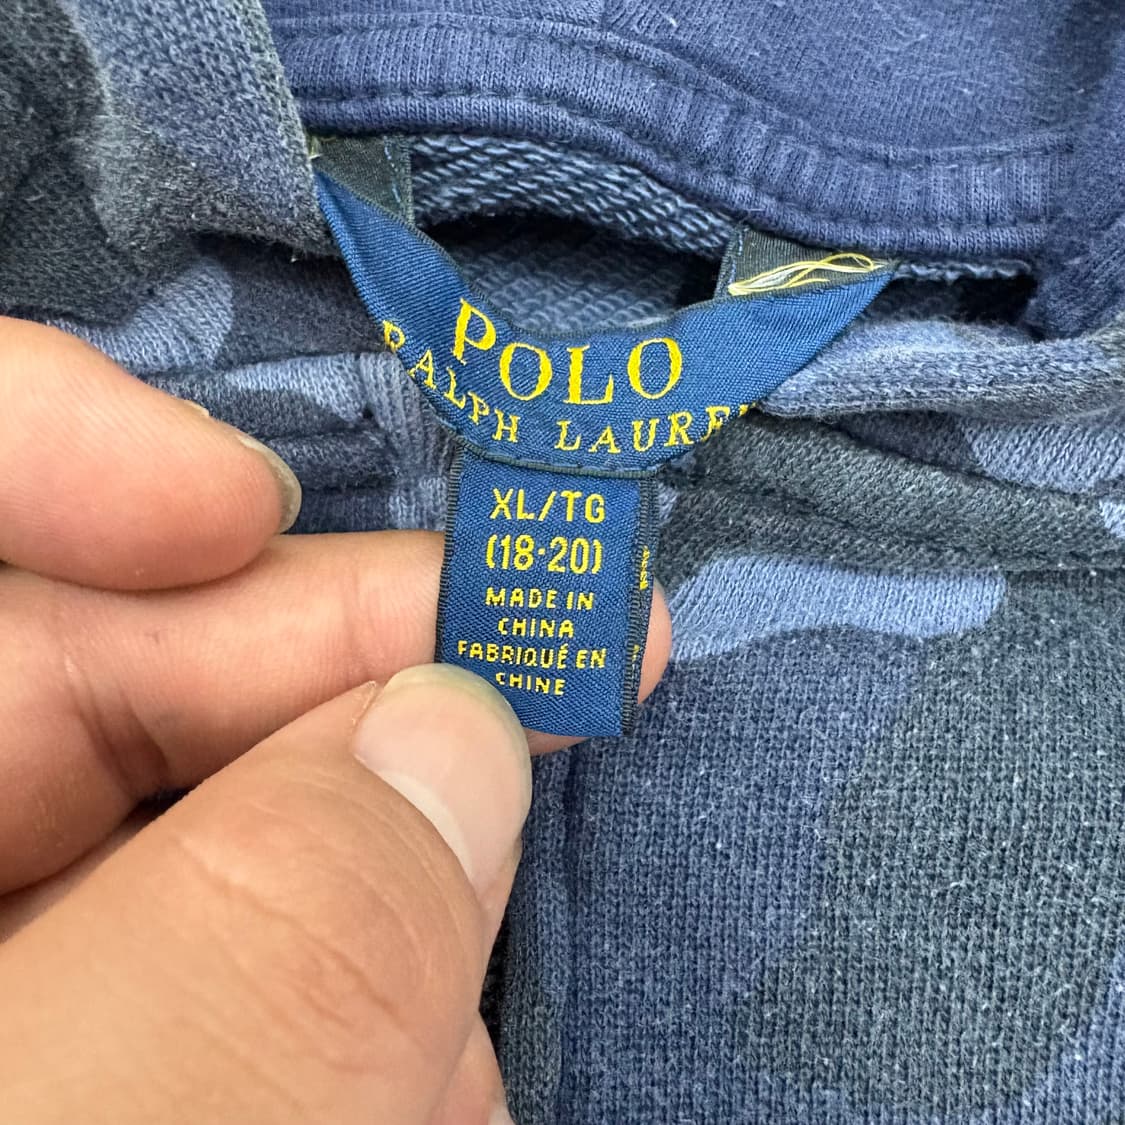 POLO
RALPH LAUREN
XL/TG
(18-20)
MADE IN
CHINA
FABRIQUÉ EN
CHINE